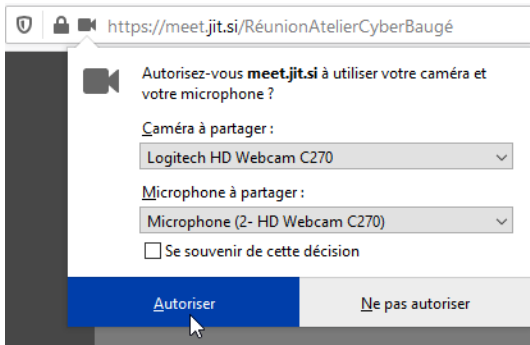 https://meet.jit.si/RéunionAtelierCyberBaugé
Autorisez-vous meet.jit.si à utiliser votre caméra et
votre microphone ?
Caméra à partager :
Logitech HD Webcam C270
Microphone à partager :
Microphone (2- HD Webcam C270)
Se souvenir de cette décision
Autoriser
Ne pas autoriser